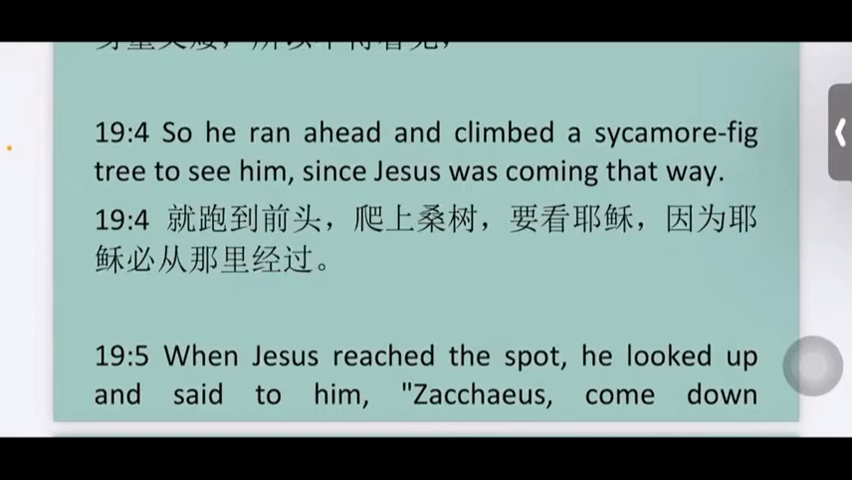 19:4 So he ran ahead and climbed a sycamore-fig
tree to see him, since Jesus was coming that way.
19:4 就跑到前头，爬上桑树，要看耶稣，因为耶
稣必从那里经过。
19:5 When Jesus reached the spot, he looked up
and said to him, "Zacchaeus, come down